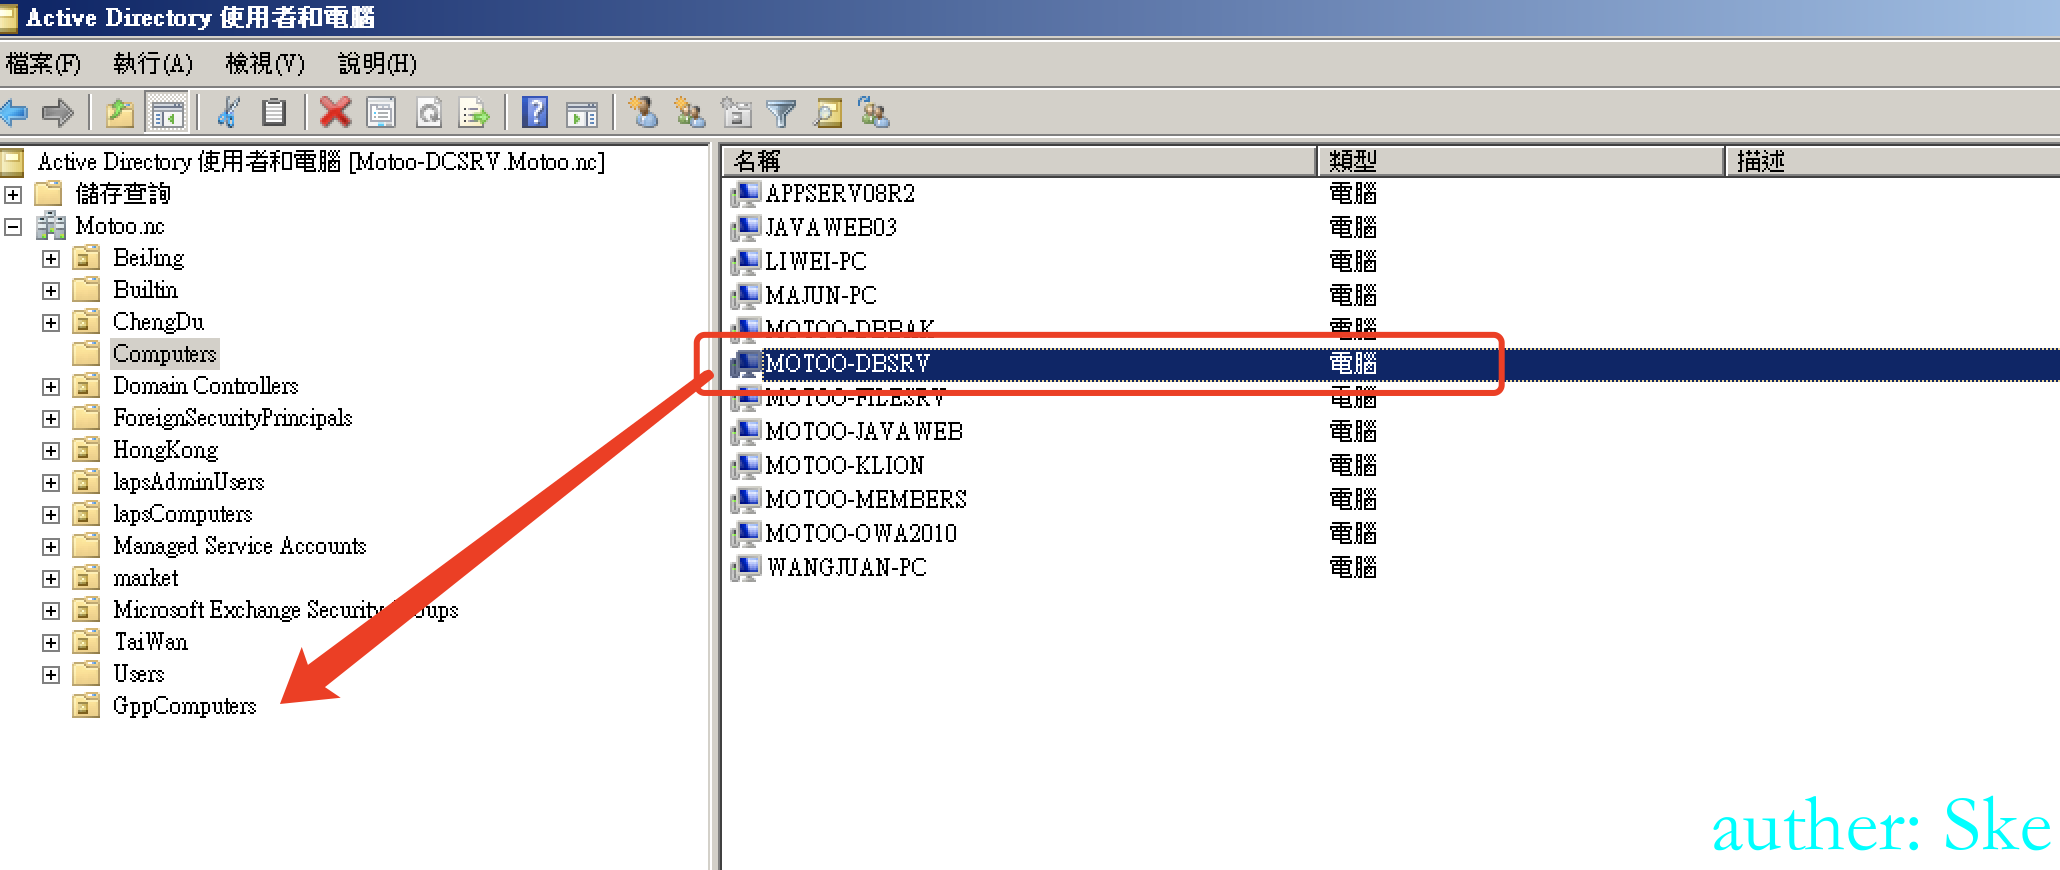 Active Directory 使用者和電腦
檔案(F) 執行(A) 檢視(V) 說明(H)
Active Directory 使用者和電腦 [Motoo-DCSRV.Motoo.nc]
儲存查詢
Motoo.nc
BeiJing
Builtin
ChengDu
Computers
Domain Controllers
ForeignSecurityPrincipals
HongKong
lapsAdminUsers
lapsComputers
Managed Service Accounts
market
Microsoft Exchange Security ups
TaiWan
Users
GppComputers
名稱 類型 描述
APPSERV08R2 電腦
JAVAWEB03 電腦
LIWEI-PC 電腦
MAJUN-PC 電腦
MOTOO-DBBAK 電腦
MOTOO-DBSRV 電腦
MOTOO-FILESRV 電腦
MOTOO-JAVAWEB 電腦
MOTOO-KLION 電腦
MOTOO-MEMBERS 電腦
MOTOO-OWA2010 電腦
WANGJUAN-PC 電腦
auther: Ske